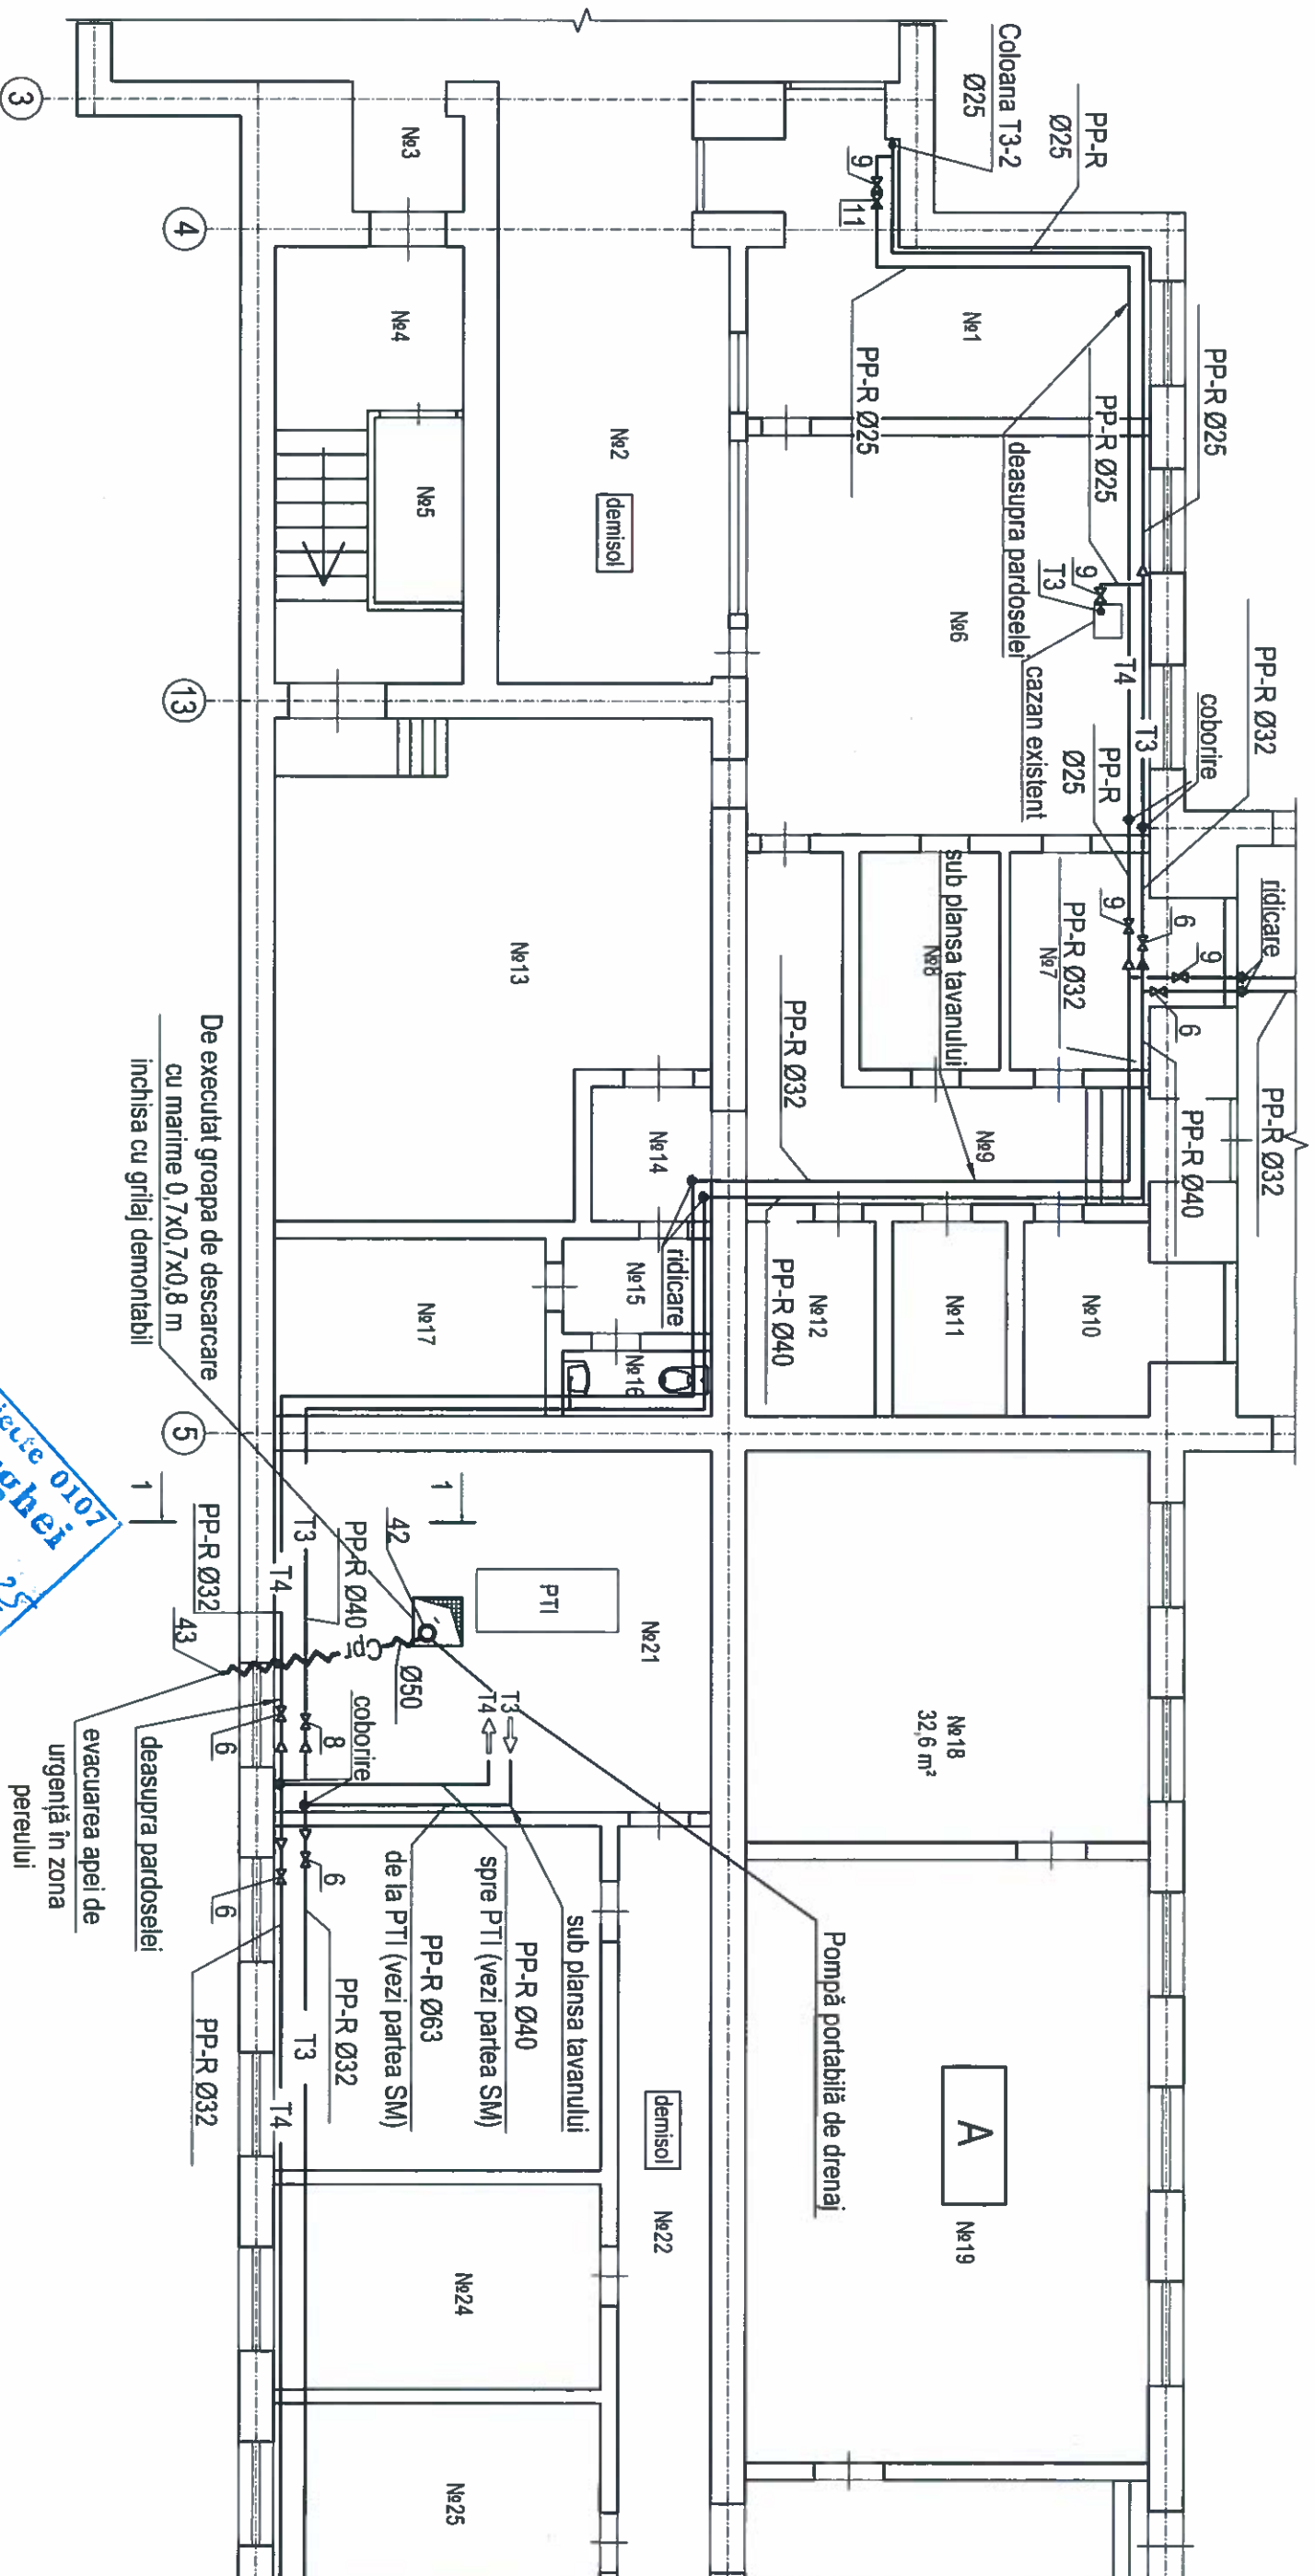 Coloana T3-2
Ø25
PP-R
Ø25
9
11
PP-R Ø25
PP-R Ø25
PP-R Ø25
deasupra pardoselei
9
T3
cazan existent
T4
T3
coborire
PP-R Ø32
PP-R
Ø25
9
6
9
6
ridicare
PP-R Ø32
PP-R Ø40
PP-R Ø32
sub plansa tavanului
PP-R Ø32
PP-R Ø40
ridicare
№1
№2
demisol
№3
№4
№5
№6
№7
№8
№9
№10
№11
№12
№13
№14
№15
№16
№17
№18
32,6 m²
№19
A
№21
PTI
№22
demisol
№24
№25
3
4
13
5
1
1
De executat groapa de descarcare
cu marime 0,7x0,7x0,8 m
inchisa cu grilaj demontabil
42
PP-R Ø40
T3
T4
PP-R Ø32
43
Cpr
Ø50
T3
T4
coborire
8
6
6
6
deasupra pardoselei
evacuarea apei de
urgență în zona
pereului
Pompă portabilă de drenaj
sub plansa tavanului
PP-R Ø40
spre PTI (vezi partea SM)
PP-R Ø63
de la PTI (vezi partea SM)
PP-R Ø32
T3
T4
PP-R Ø32
0107